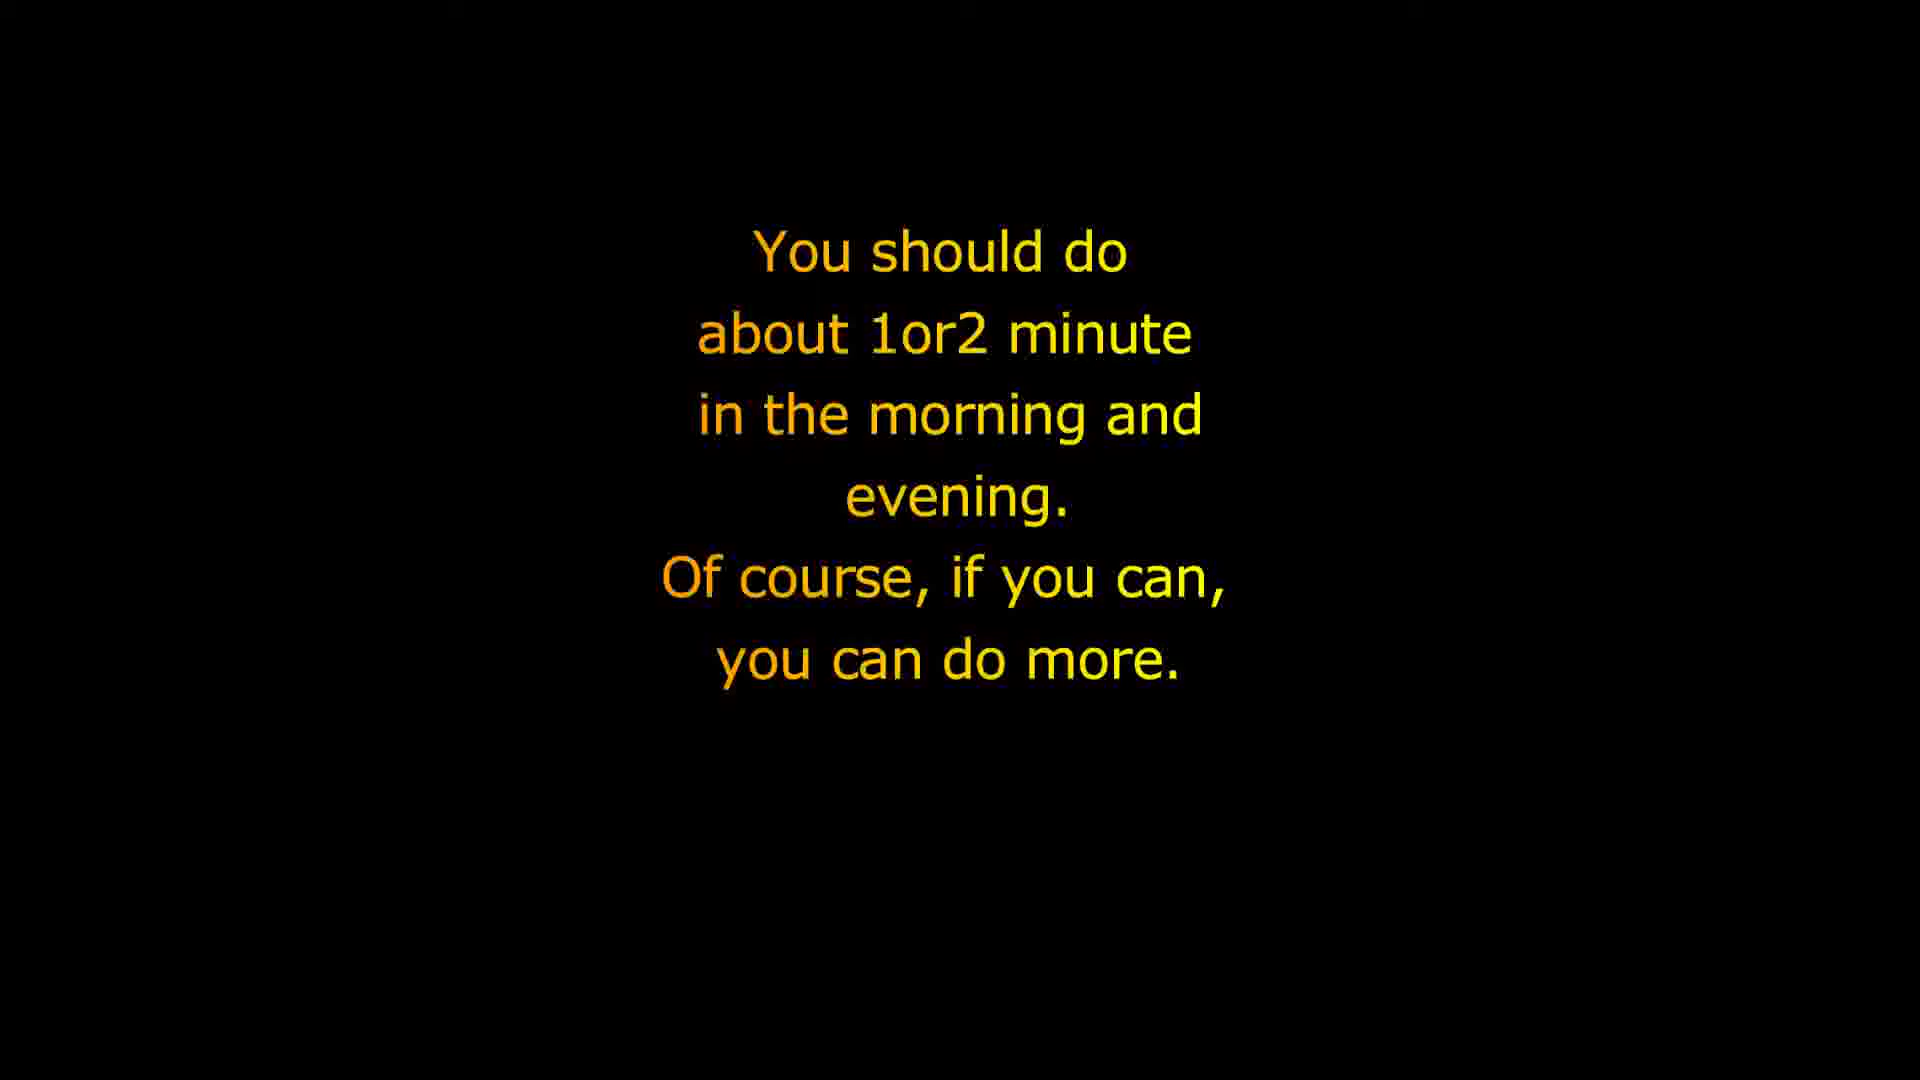 You should do
about 1or2 minute
in the morning and
evening.
Of course, if you can,
you can do more.